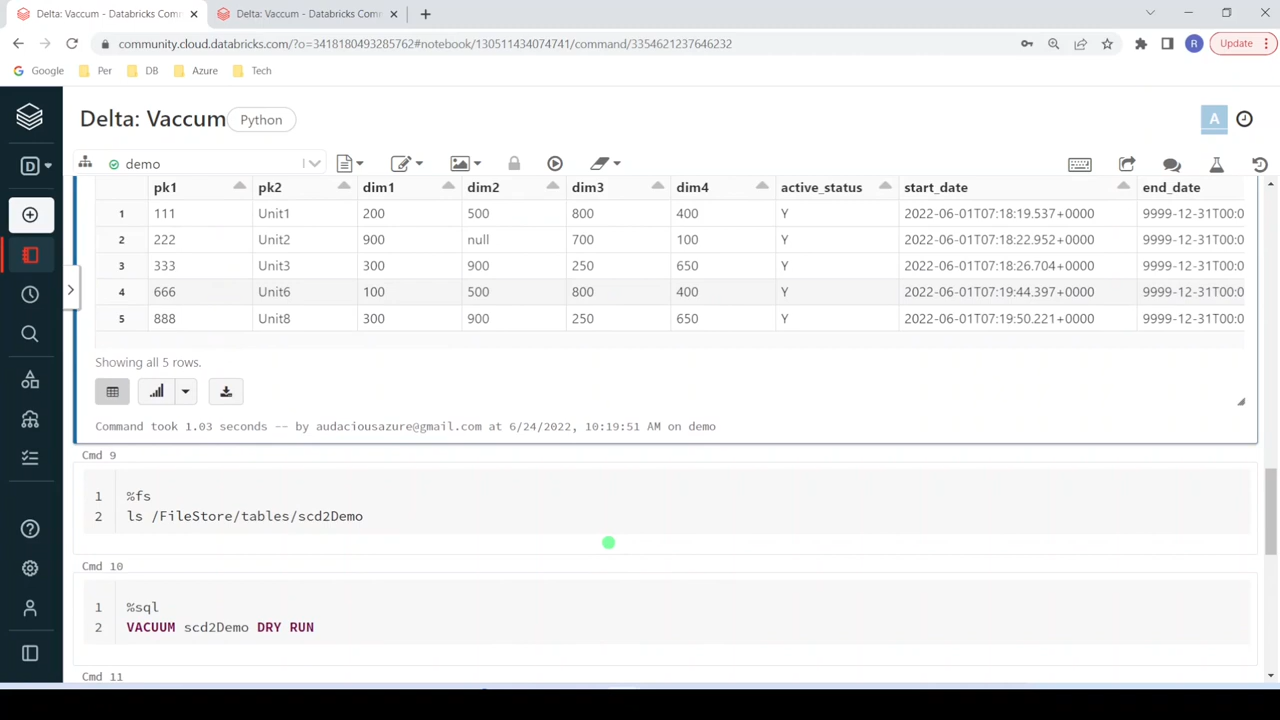 Delta: Vaccum - Databricks Comm
Delta: Vaccum - Databricks Comm
community.cloud.databricks.com/?o=3418180493285762#notebook/130511434074741/command/3354621237646232
R
Update
Google
Per
DB
Azure
Tech
Delta: Vaccum
Python
A
D
demo
pk1 pk2 dim1 dim2 dim3 dim4 active_status start_date end_date
1 111 Unit1 200 500 800 400 Y 2022-06-01T07:18:19.537+0000 9999-12-31T00:0
2 222 Unit2 900 null 700 100 Y 2022-06-01T07:18:22.952+0000 9999-12-31T00:0
3 333 Unit3 300 900 250 650 Y 2022-06-01T07:18:26.704+0000 9999-12-31T00:0
4 666 Unit6 100 500 800 400 Y 2022-06-01T07:19:44.397+0000 9999-12-31T00:0
5 888 Unit8 300 900 250 650 Y 2022-06-01T07:19:50.221+0000 9999-12-31T00:0
Showing all 5 rows.
Command took 1.03 seconds -- by audaciousazure@gmail.com at 6/24/2022, 10:19:51 AM on demo
Cmd 9
1 %fs
2 ls /FileStore/tables/scd2Demo
Cmd 10
1 %sql
2 VACUUM scd2Demo DRY RUN
Cmd 11